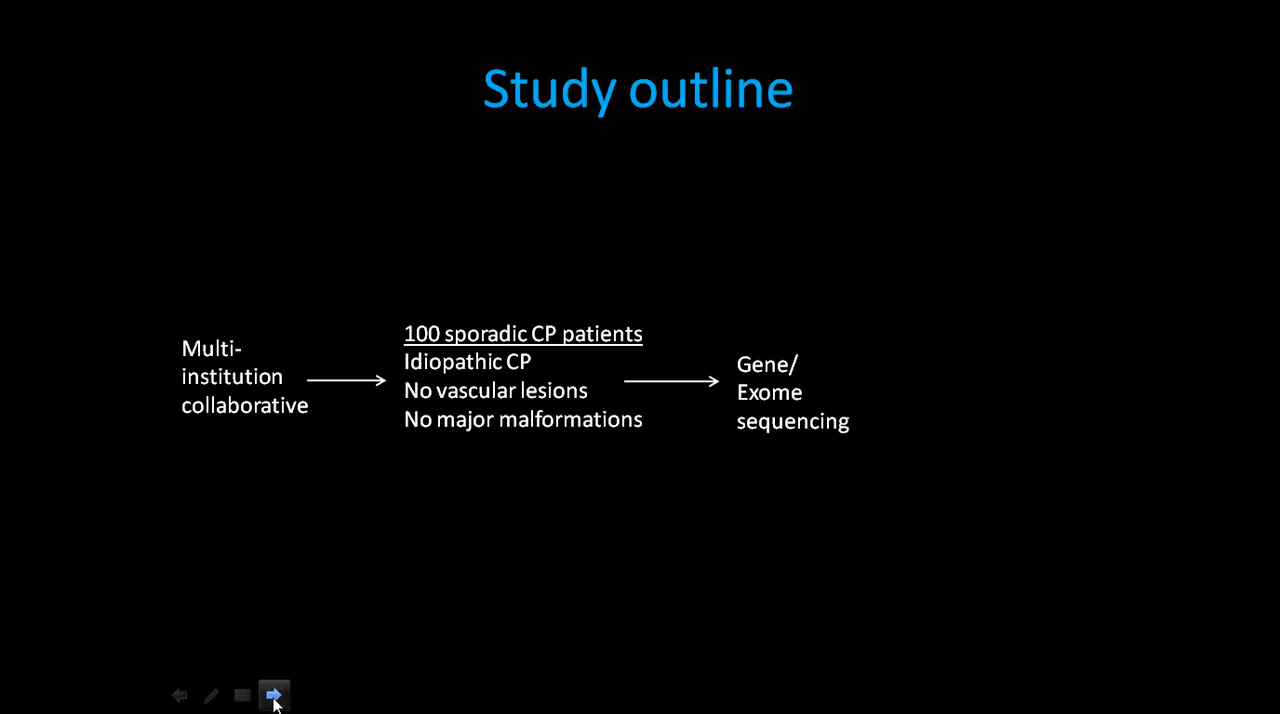 Study outline
Multi-
institution
collaborative
100 sporadic CP patients
Idiopathic CP
No vascular lesions
No major malformations
Gene/
Exome
sequencing